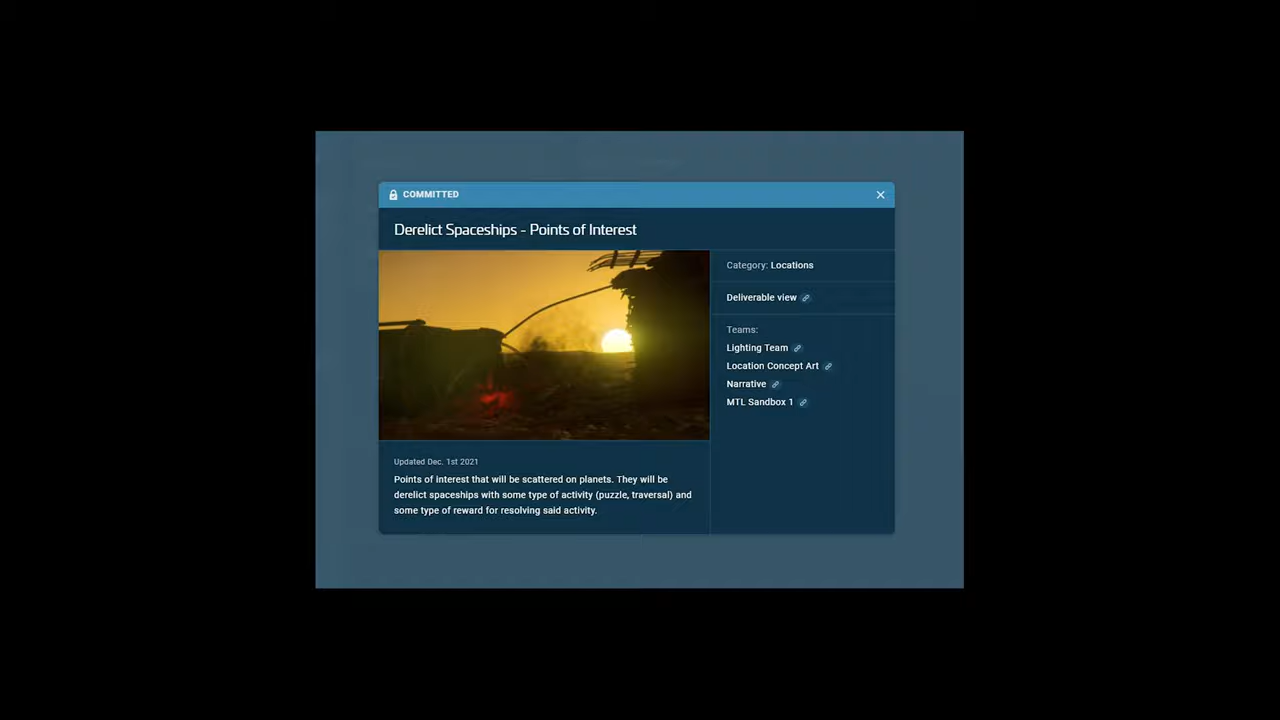 COMMITTED
Derelict Spaceships - Points of Interest
Category: Locations
Deliverable view
Teams:
Lighting Team
Location Concept Art
Narrative
MTL Sandbox 1
Updated Dec. 1st 2021
Points of interest that will be scattered on planets. They will be
derelict spaceships with some type of activity (puzzle, traversal) and
some type of reward for resolving said activity.